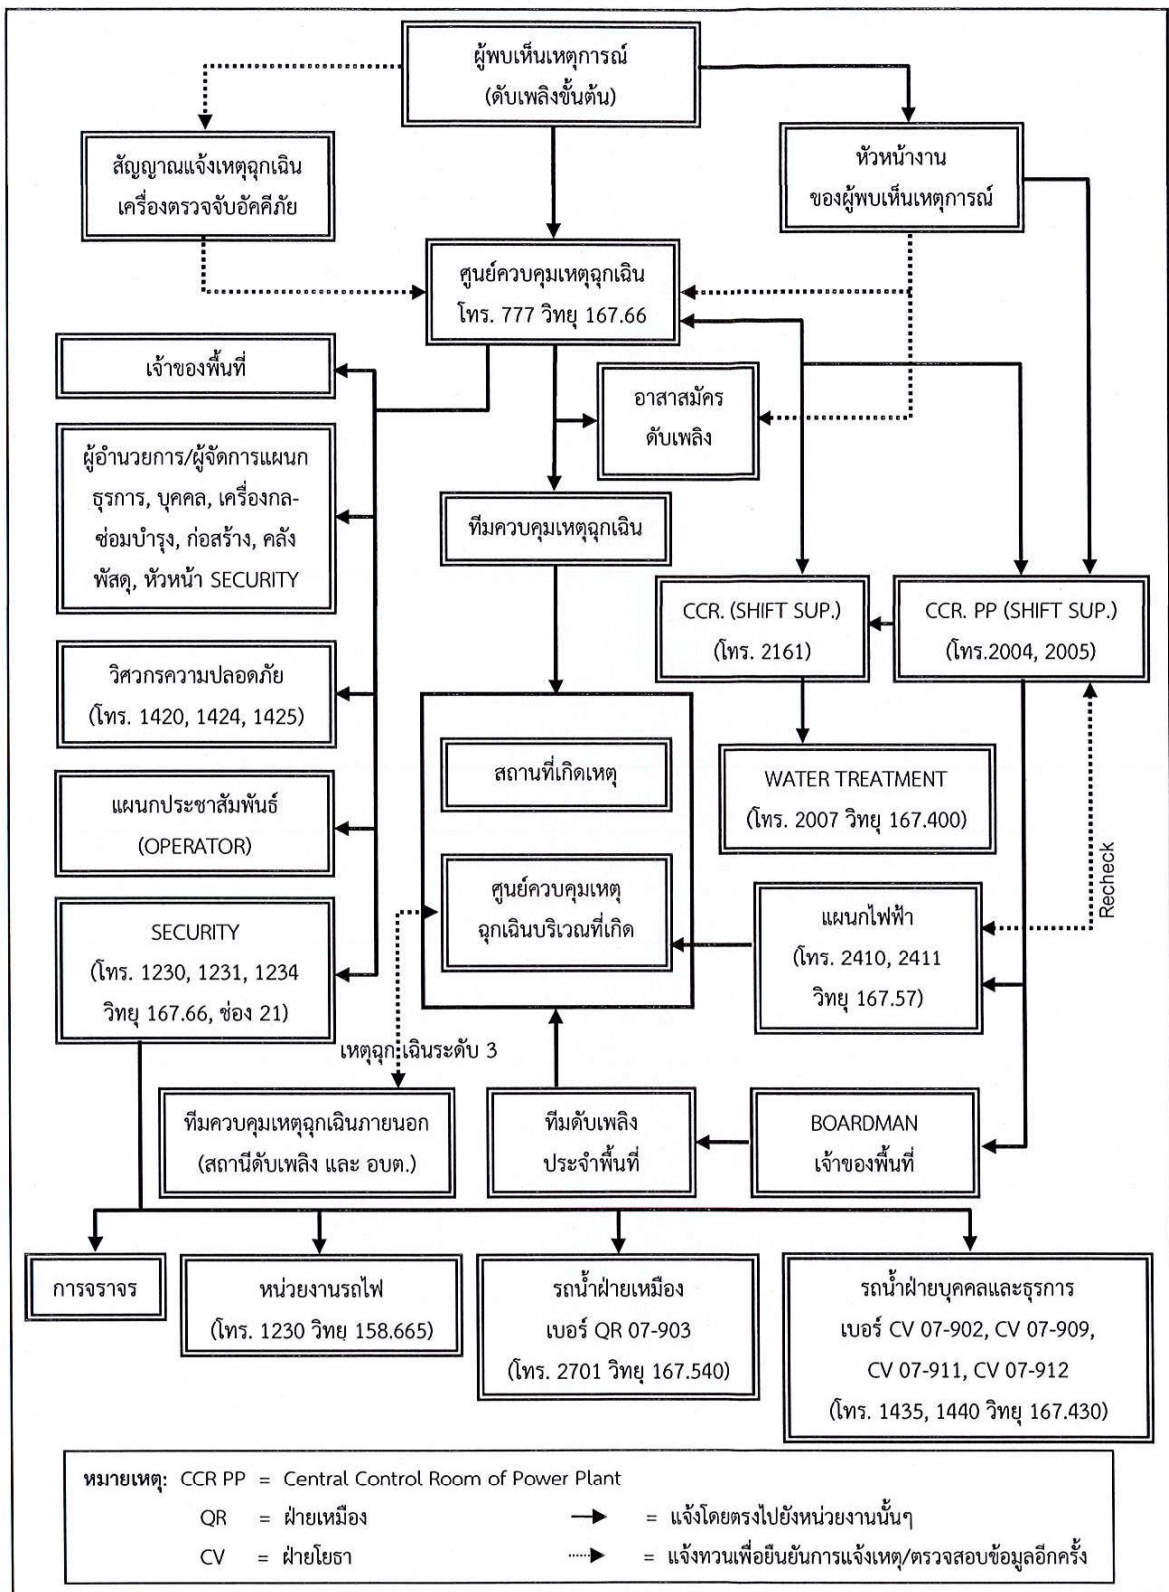 ผู้พบเห็นเหตุการณ์
(ดับเพลิงขั้นต้น)
สัญญาณแจ้งเหตุฉุกเฉิน
เครื่องตรวจจับอัคคีภัย
หัวหน้างาน
ของผู้พบเห็นเหตุการณ์
ศูนย์ควบคุมเหตุฉุกเฉิน
โทร. 777 วิทยุ 167.66
เจ้าของพื้นที่
อาสาสมัคร
ดับเพลิง
ผู้อำนวยการ/ผู้จัดการแผนก
ธุรการ, บุคคล, เครื่องกล-
ซ่อมบำรุง, ก่อสร้าง, คลัง
พัสดุ, หัวหน้า SECURITY
ทีมควบคุมเหตุฉุกเฉิน
CCR. (SHIFT SUP.)
(โทร. 2161)
CCR. PP (SHIFT SUP.)
(โทร.2004, 2005)
วิศวกรความปลอดภัย
(โทร. 1420, 1424, 1425)
สถานที่เกิดเหตุ
WATER TREATMENT
(โทร. 2007 วิทยุ 167.400)
แผนกประชาสัมพันธ์
(OPERATOR)
ศูนย์ควบคุมเหตุ
ฉุกเฉินบริเวณที่เกิด
แผนกไฟฟ้า
(โทร. 2410, 2411
วิทยุ 167.57)
Recheck
SECURITY
(โทร. 1230, 1231, 1234
วิทยุ 167.66, ช่อง 21)
เหตุฉุกเฉินระดับ 3
ทีมควบคุมเหตุฉุกเฉินภายนอก
(สถานีดับเพลิง และ อบต.)
ทีมดับเพลิง
ประจำพื้นที่
BOARDMAN
เจ้าของพื้นที่
การจราจร
หน่วยงานรถไฟ
(โทร. 1230 วิทยุ 158.665)
รถน้ำฝ่ายเหมือง
เบอร์ QR 07-903
(โทร. 2701 วิทยุ 167.540)
รถน้ำฝ่ายบุคคลและธุรการ
เบอร์ CV 07-902, CV 07-909,
CV 07-911, CV 07-912
(โทร. 1435, 1440 วิทยุ 167.430)
หมายเหตุ: CCR PP = Central Control Room of Power Plant
QR = ฝ่ายเหมือง = แจ้งโดยตรงไปยังหน่วยงานนั้นๆ
CV = ฝ่ายโยธา = แจ้งทวนเพื่อยืนยันการแจ้งเหตุ/ตรวจสอบข้อมูลอีกครั้ง